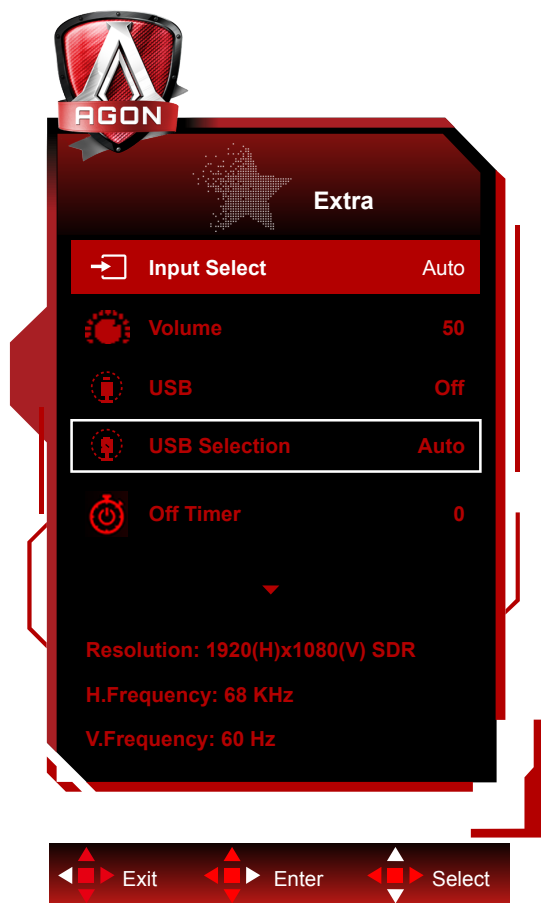 AGON
Extra
Input Select Auto
Volume 50
USB Off
USB Selection Auto
Off Timer 0
Resolution: 1920(H)x1080(V) SDR
H.Frequency: 68 KHz
V.Frequency: 60 Hz
Exit Enter Select